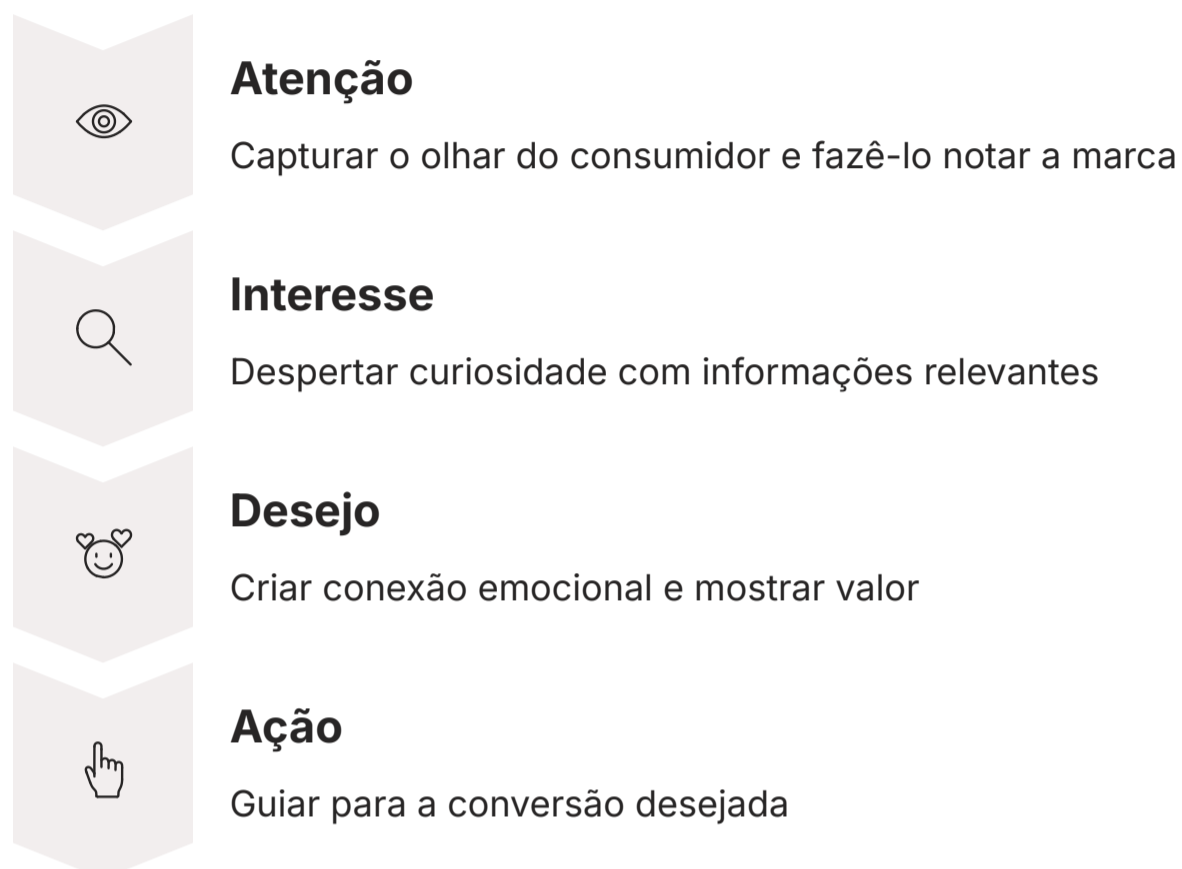 Atenção
Capturar o olhar do consumidor e fazê-lo notar a marca
Interesse
Despertar curiosidade com informações relevantes
Desejo
Criar conexão emocional e mostrar valor
Ação
Guiar para a conversão desejada